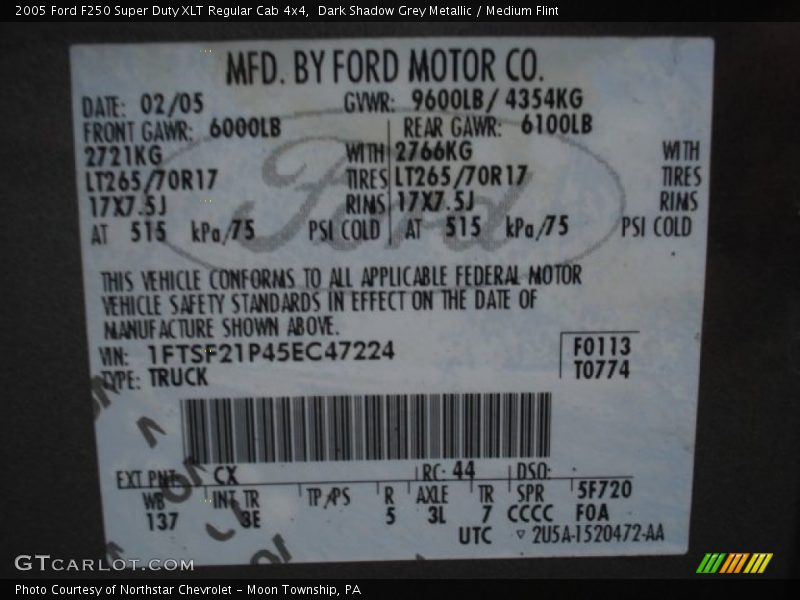 2005 Ford F250 Super Duty XLT Regular Cab 4x4,  Dark Shadow Grey Metallic / Medium Flint
MFD. BY FORD MOTOR CO.
DATE: 02/05 GVWR: 9600LB/ 4354KG
FRONT GAWR: 6000LB REAR GAWR: 6100LB
2721KG WITH 2766KG WITH
LT265/70R17 TIRES LT265/70R17 TIRES
17X7.5J RIMS 17X7.5J RIMS
AT 515 kPa/75 PSI COLD AT 515 kPa/75 PSI COLD
Ford
THIS VEHICLE CONFORMS TO ALL APPLICABLE FEDERAL MOTOR
VEHICLE SAFETY STANDARDS IN EFFECT ON THE DATE OF
MANUFACTURE SHOWN ABOVE.
VIN: 1FTSF21P45EC47224 F0113
TYPE: TRUCK T0774
EXT PNT: CX RC: 44 DSO:
WB INT TR TP/PS R AXLE TR SPR 5F720
137 3E 5 3L 7 CCCC F0A
UTC ▽ 2U5A-1520472-AA
GTCARLOT.COM
Photo Courtesy of Northstar Chevrolet - Moon Township, PA